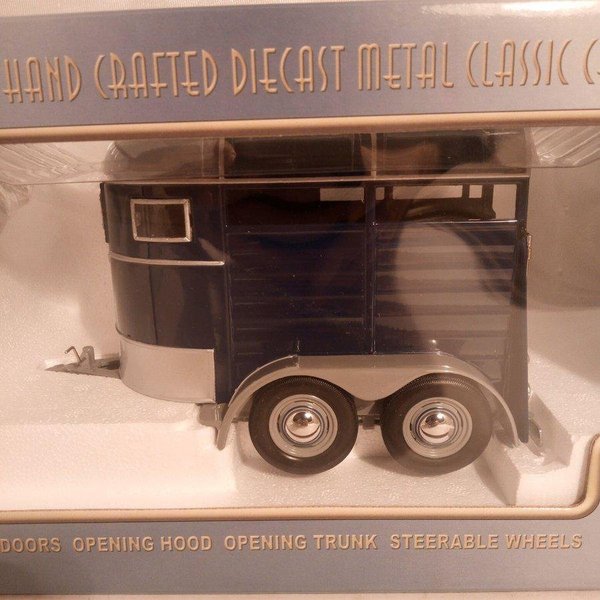 HAND CRAFTED DIECAST METAL CLASSIC
DOORS OPENING HOOD OPENING TRUNK STEERABLE WHEELS